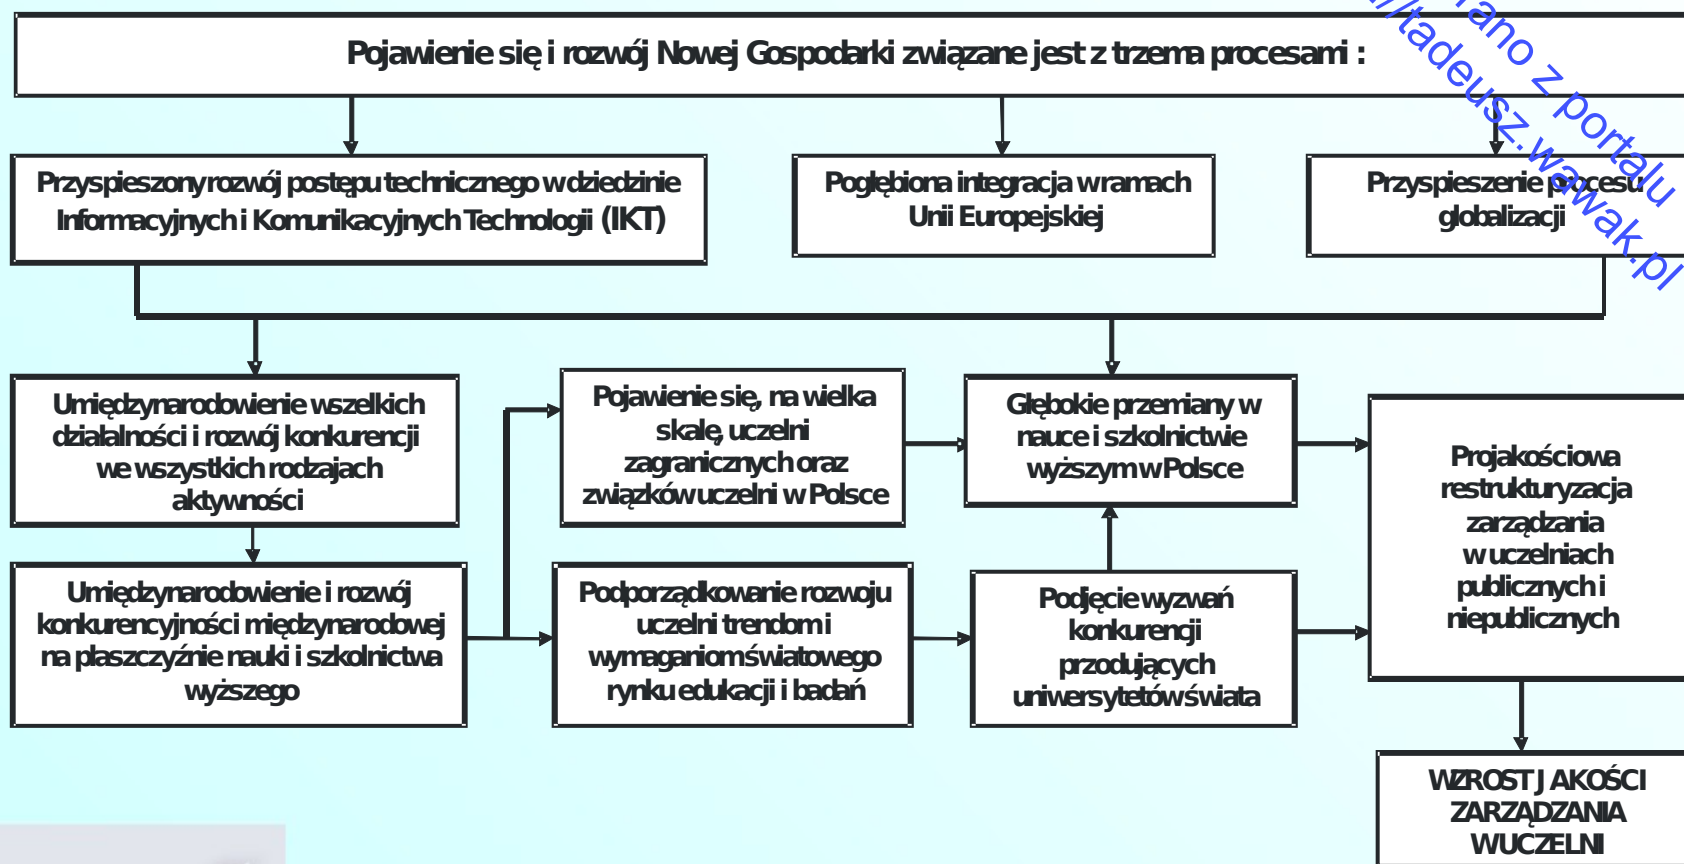 Pojawienie się i rozwój Nowej Gospodarki związane jest z trzema procesami :
Przyspieszony rozwój postępu technicznego w dziedzinie
Informacyjnych i Komunikacyjnych Technologii (IKT)
Pogłębiona integracja w ramach
Unii Europejskiej
Przyspieszenie procesu
globalizacji
Umiędzynarodowienie wszelkich
działalności i rozwój konkurencji
we wszystkich rodzajach
aktywności
Pojawienie się, na wielka
skalę, uczelni
zagranicznych oraz
związków uczelni w Polsce
Głębokie przemiany w
nauce i szkolnictwie
wyższym w Polsce
Projakościowa
restrukturyzacja
zarządzania
w uczelniach
publicznych i
niepublicznych
Umiędzynarodowienie i rozwój
konkurencyjności międzynarodowej
na płaszczyźnie nauki i szkolnictwa
wyższego
Podporządkowanie rozwoju
uczelni trendom i
wymaganiom światowego
rynku edukacji i badań
Podjęcie wyzwań
konkurencji
przodujących
uniwersytetów świata
WZROST JAKOŚCI
ZARZĄDZANIA
W UCZELNI
z portalu
tadeusz.wawak.pl